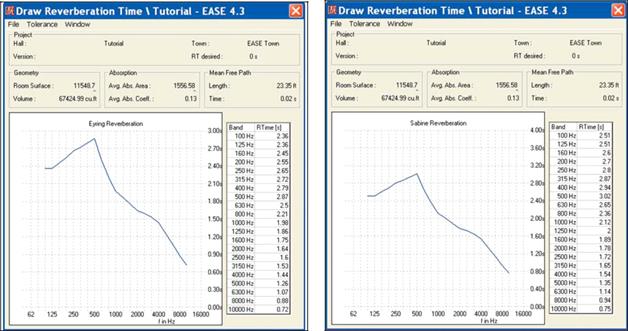 Draw Reverberation Time \ Tutorial - EASE 4.3
File Tolerance Window
Project
Hall : Tutorial Town : EASE Town
Version : RT desired : 0 s
Geometry
Room Surface : 11548.7
Volume : 67424.99 cu.ft
Absorption
Avg. Abs. Area : 1556.58
Avg. Abs. Coeff. : 0.13
Mean Free Path
Length : 23.35 ft
Time : 0.02 s
Eyring Reverberation
3.00s
2.70s
2.40s
2.10s
1.80s
1.50s
1.20s
0.90s
0.60s
0.30s
0.00s
62 125 250 500 1000 2000 4000 8000 16000
f in Hz
Band RTime [s]
100 Hz 2.36
125 Hz 2.36
160 Hz 2.45
200 Hz 2.55
250 Hz 2.65
315 Hz 2.72
400 Hz 2.79
500 Hz 2.87
630 Hz 2.5
800 Hz 2.21
1000 Hz 1.98
1250 Hz 1.86
1600 Hz 1.75
2000 Hz 1.64
2500 Hz 1.6
3150 Hz 1.53
4000 Hz 1.44
5000 Hz 1.26
6300 Hz 1.07
8000 Hz 0.88
10000 Hz 0.72
Draw Reverberation Time \ Tutorial - EASE 4.3
File Tolerance Window
Project
Hall : Tutorial Town : EASE Town
Version : RT desired : 0 s
Geometry
Room Surface : 11548.7
Volume : 67424.99 cu.ft
Absorption
Avg. Abs. Area : 1556.58
Avg. Abs. Coeff. : 0.13
Mean Free Path
Length : 23.35 ft
Time : 0.02 s
Sabine Reverberation
4.00s
3.60s
3.20s
2.80s
2.40s
2.00s
1.60s
1.20s
0.80s
0.40s
0.00s
62 125 250 500 1000 2000 4000 8000 16000
f in Hz
Band RTime [s]
100 Hz 2.51
125 Hz 2.51
160 Hz 2.6
200 Hz 2.7
250 Hz 2.8
315 Hz 2.87
400 Hz 2.94
500 Hz 3.02
630 Hz 2.65
800 Hz 2.36
1000 Hz 2.12
1250 Hz 2
1600 Hz 1.89
2000 Hz 1.78
2500 Hz 1.72
3150 Hz 1.65
4000 Hz 1.54
5000 Hz 1.35
6300 Hz 1.14
8000 Hz 0.94
10000 Hz 0.75